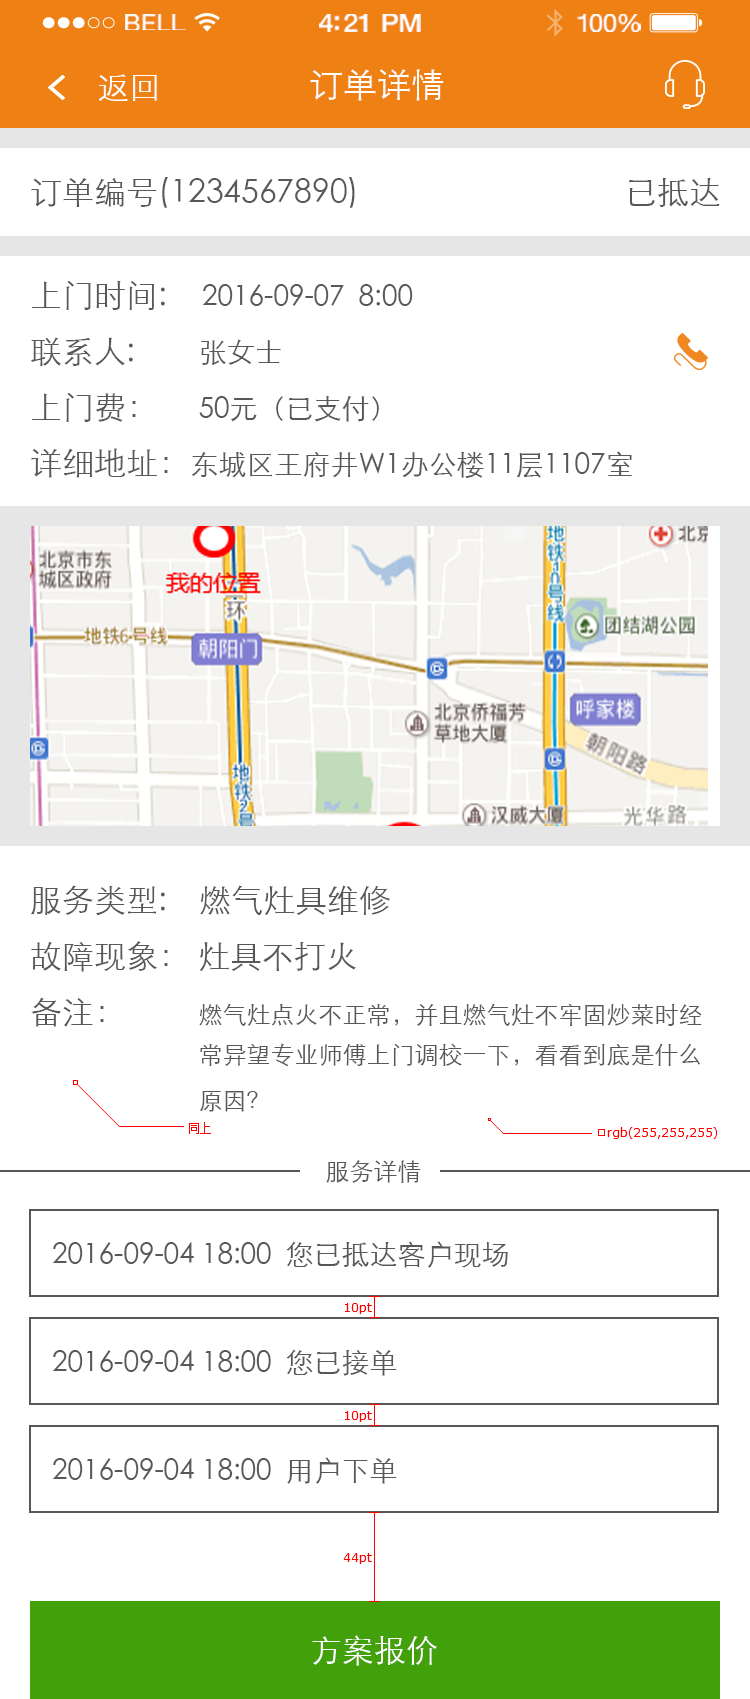 BELL 4:21 PM 100%
返回 订单详情
订单编号(1234567890) 已抵达
上门时间： 2016-09-07 8:00
联系人： 张女士
上门费： 50元（已支付）
详细地址： 东城区王府井W1办公楼11层1107室
北京市东
城区政府
我的位置
环
地铁6号线
朝阳门
地铁10号线
北京
团结湖公园
北京侨福芳
草地大厦
呼家楼
朝阳路
地铁2号
汉威大厦
光华路
服务类型： 燃气灶具维修
故障现象： 灶具不打火
备注： 燃气灶点火不正常，并且燃气灶不牢固炒菜时经
常异望专业师傅上门调校一下，看看到底是什么
原因？
同上
rgb(255,255,255)
服务详情
2016-09-04 18:00 您已抵达客户现场
10pt
2016-09-04 18:00 您已接单
10pt
2016-09-04 18:00 用户下单
44pt
方案报价